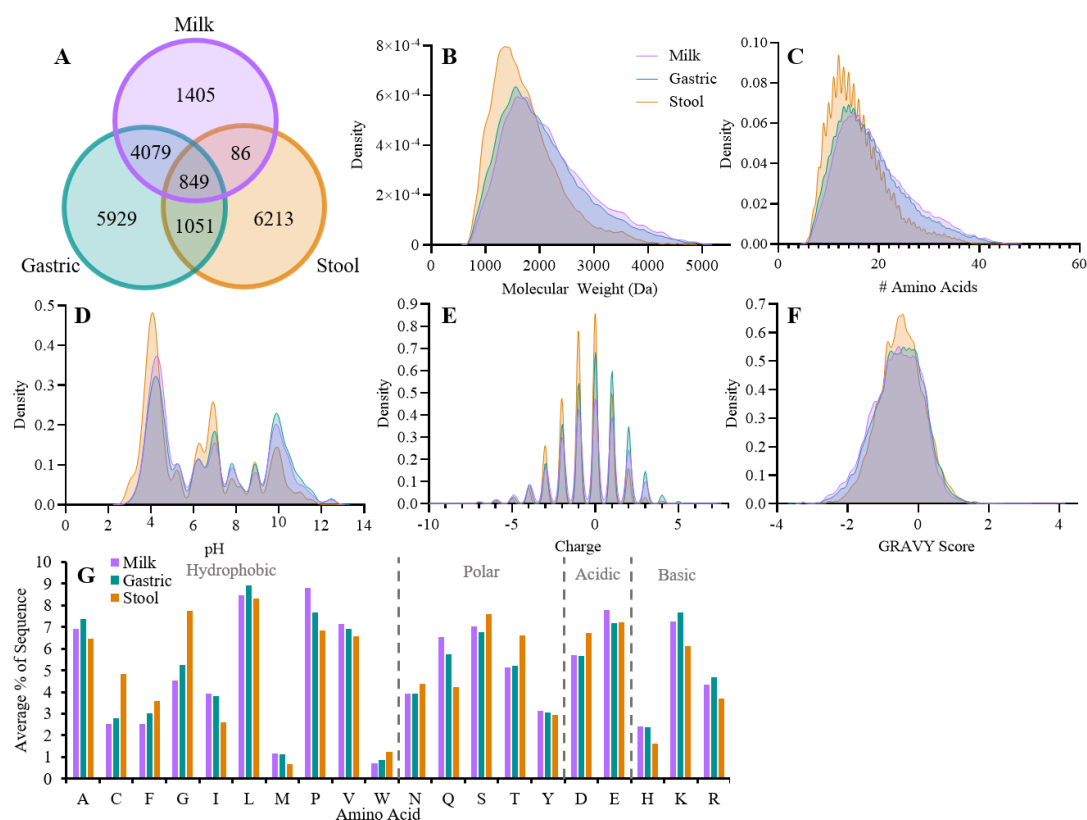 Milk
A
1405
4079
86
849
5929
1051
6213
Gastric
Stool
B
Milk
Gastric
Stool
8×10⁻⁴
6×10⁻⁴
4×10⁻⁴
2×10⁻⁴
0
Density
0 1000 2000 3000 4000 5000
Molecular Weight (Da)
C
0.10
0.08
0.06
0.04
0.02
0.00
Density
0 20 40 60
# Amino Acids
D
0.5
0.4
0.3
0.2
0.1
0.0
Density
0 2 4 6 8 10 12 14
pH
E
0.9
0.8
0.7
0.6
0.5
0.4
0.3
0.2
0.1
0.0
Density
-10 -5 0 5
Charge
F
0.7
0.6
0.5
0.4
0.3
0.2
0.1
0.0
Density
-4 -2 0 2 4
GRAVY Score
G
Milk
Gastric
Stool
Hydrophobic
Polar
Acidic
Basic
10
9
8
7
6
5
4
3
2
1
0
Average % of Sequence
A C F G I L M P V W N Q S T Y D E H K R
Amino Acid